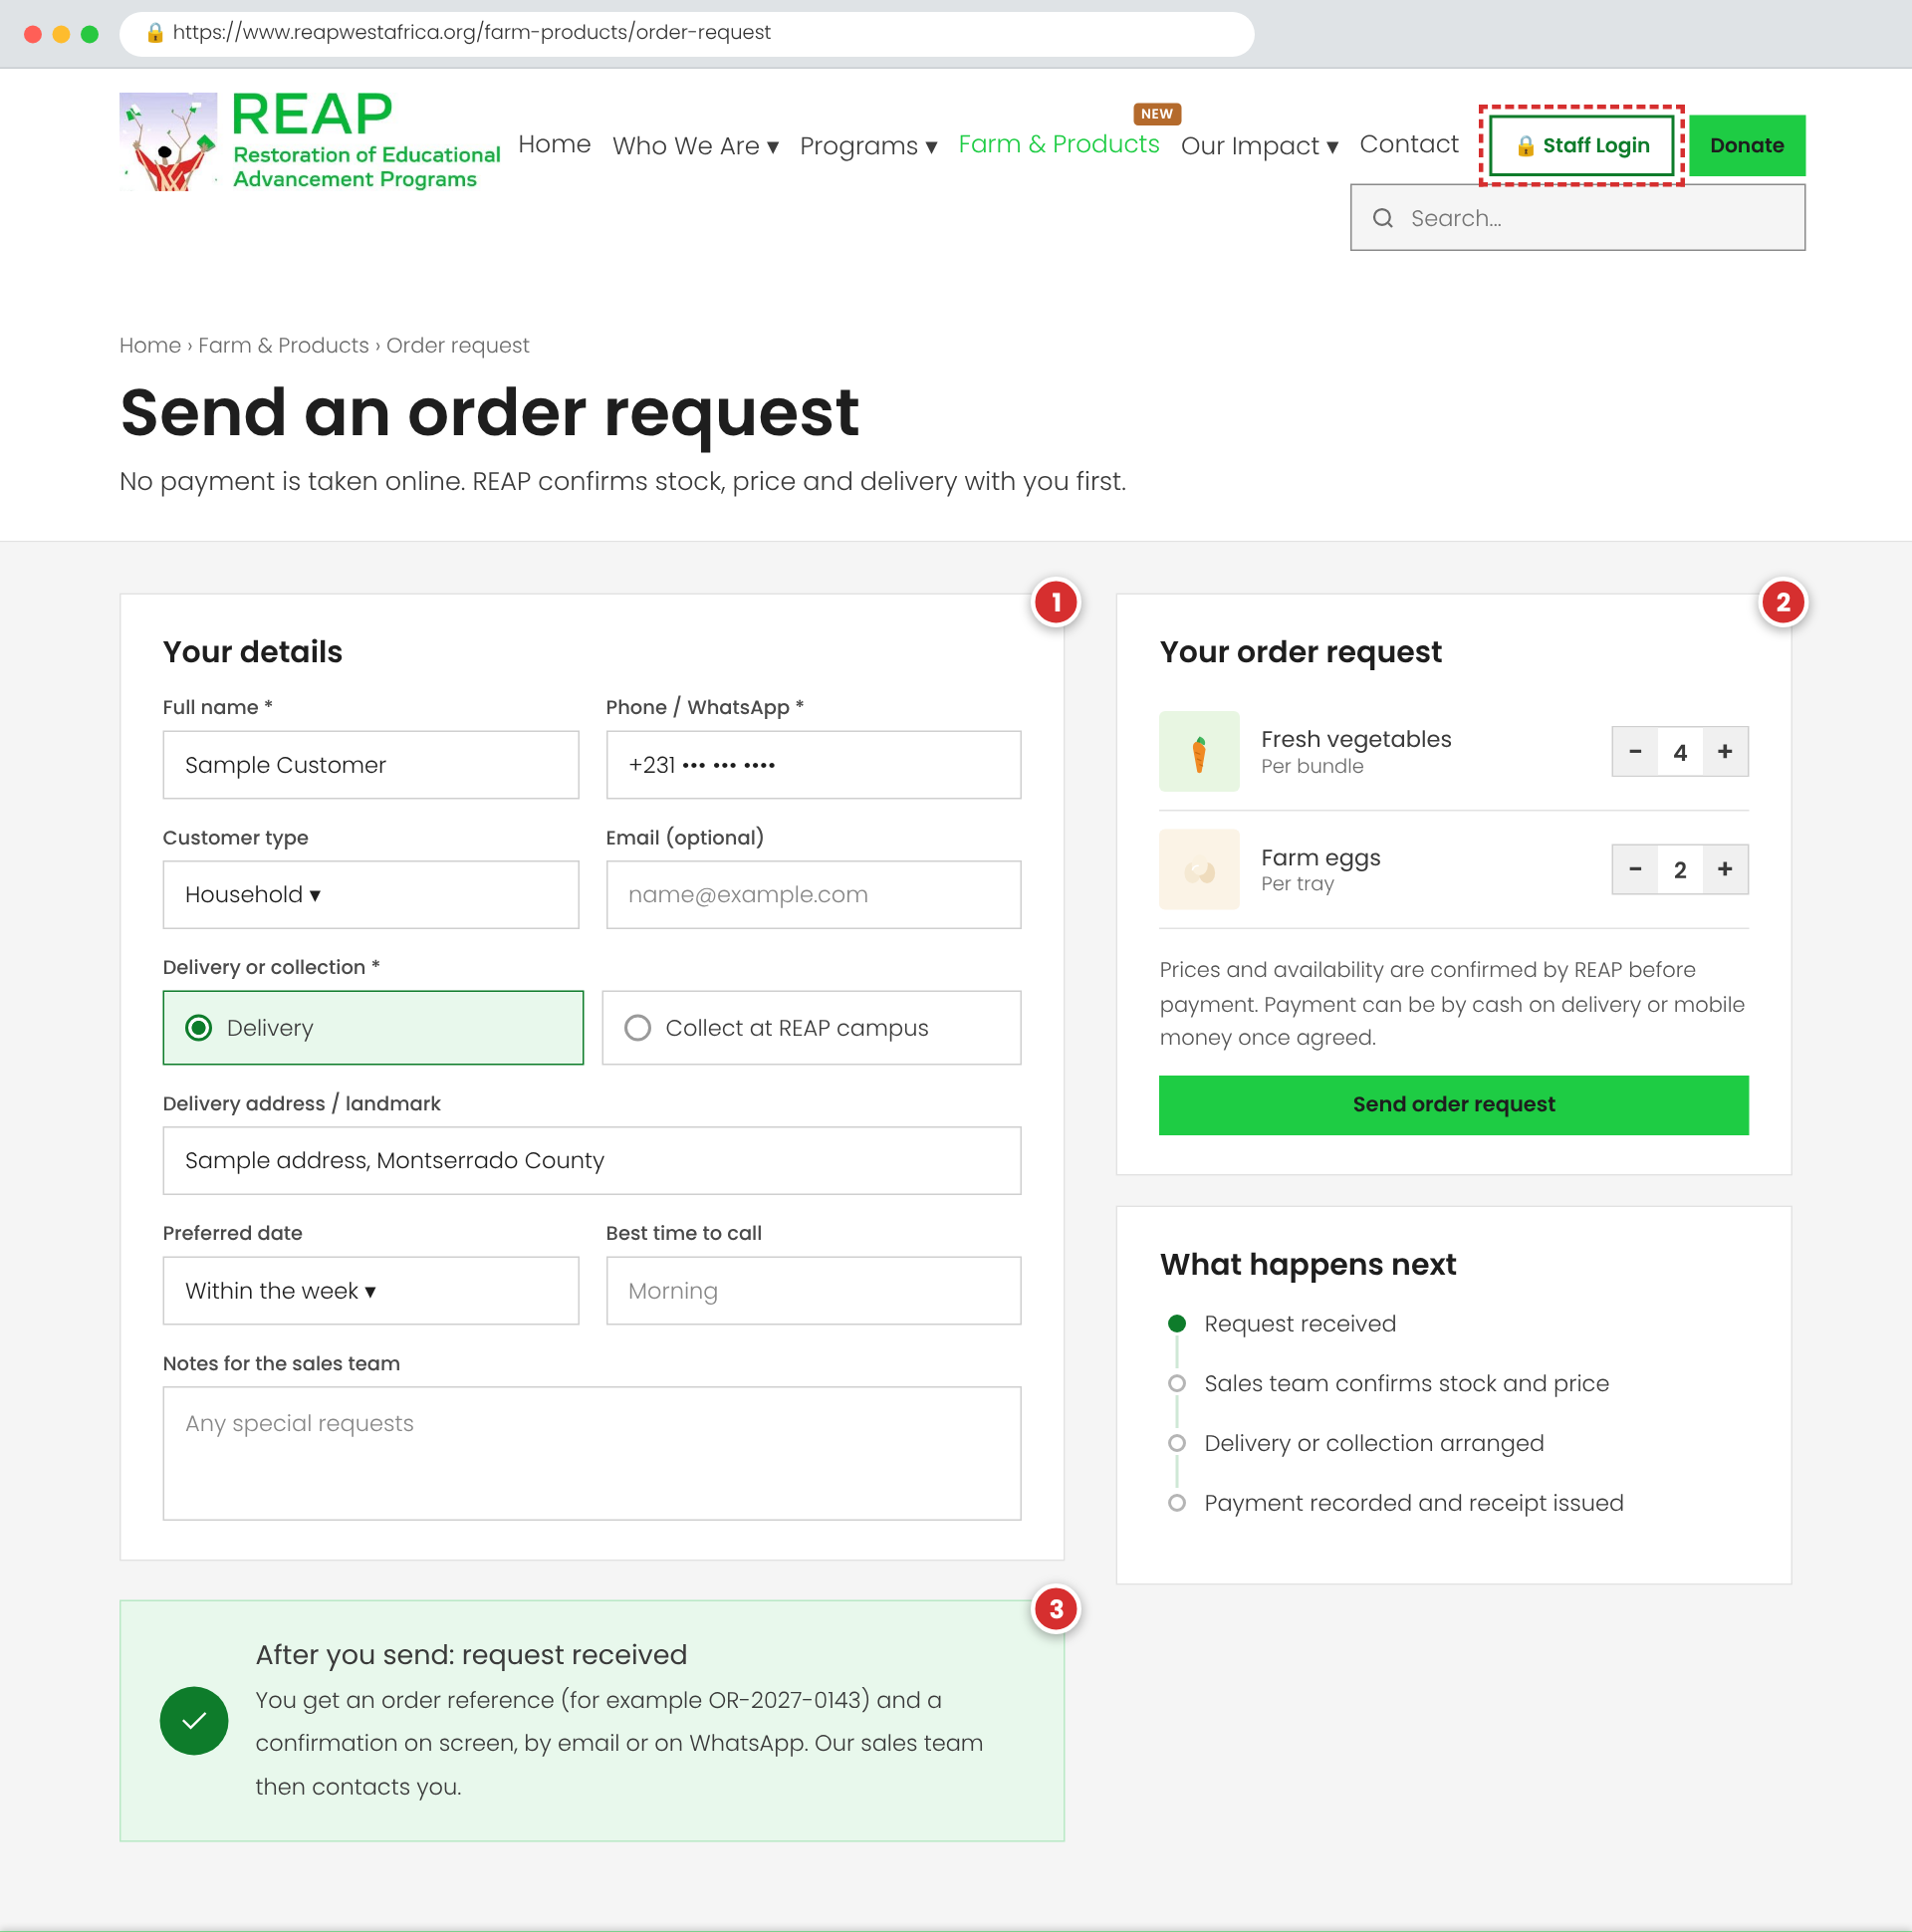 https://www.reapwestafrica.org/farm-products/order-request
REAP
Restoration of Educational
Advancement Programs
Home
Who We Are ▾
Programs ▾
Farm & Products
NEW
Our Impact ▾
Contact
Staff Login
Donate
Search...
Home › Farm & Products › Order request
Send an order request
No payment is taken online. REAP confirms stock, price and delivery with you first.
1
Your details
Full name *
Sample Customer
Phone / WhatsApp *
+231 ••• ••• ••••
Customer type
Household ▾
Email (optional)
name@example.com
Delivery or collection *
Delivery
Collect at REAP campus
Delivery address / landmark
Sample address, Montserrado County
Preferred date
Within the week ▾
Best time to call
Morning
Notes for the sales team
Any special requests
2
Your order request
Fresh vegetables
Per bundle
− 4 +
Farm eggs
Per tray
− 2 +
Prices and availability are confirmed by REAP before
payment. Payment can be by cash on delivery or mobile
money once agreed.
Send order request
What happens next
Request received
Sales team confirms stock and price
Delivery or collection arranged
Payment recorded and receipt issued
3
After you send: request received
You get an order reference (for example OR-2027-0143) and a
confirmation on screen, by email or on WhatsApp. Our sales team
then contacts you.